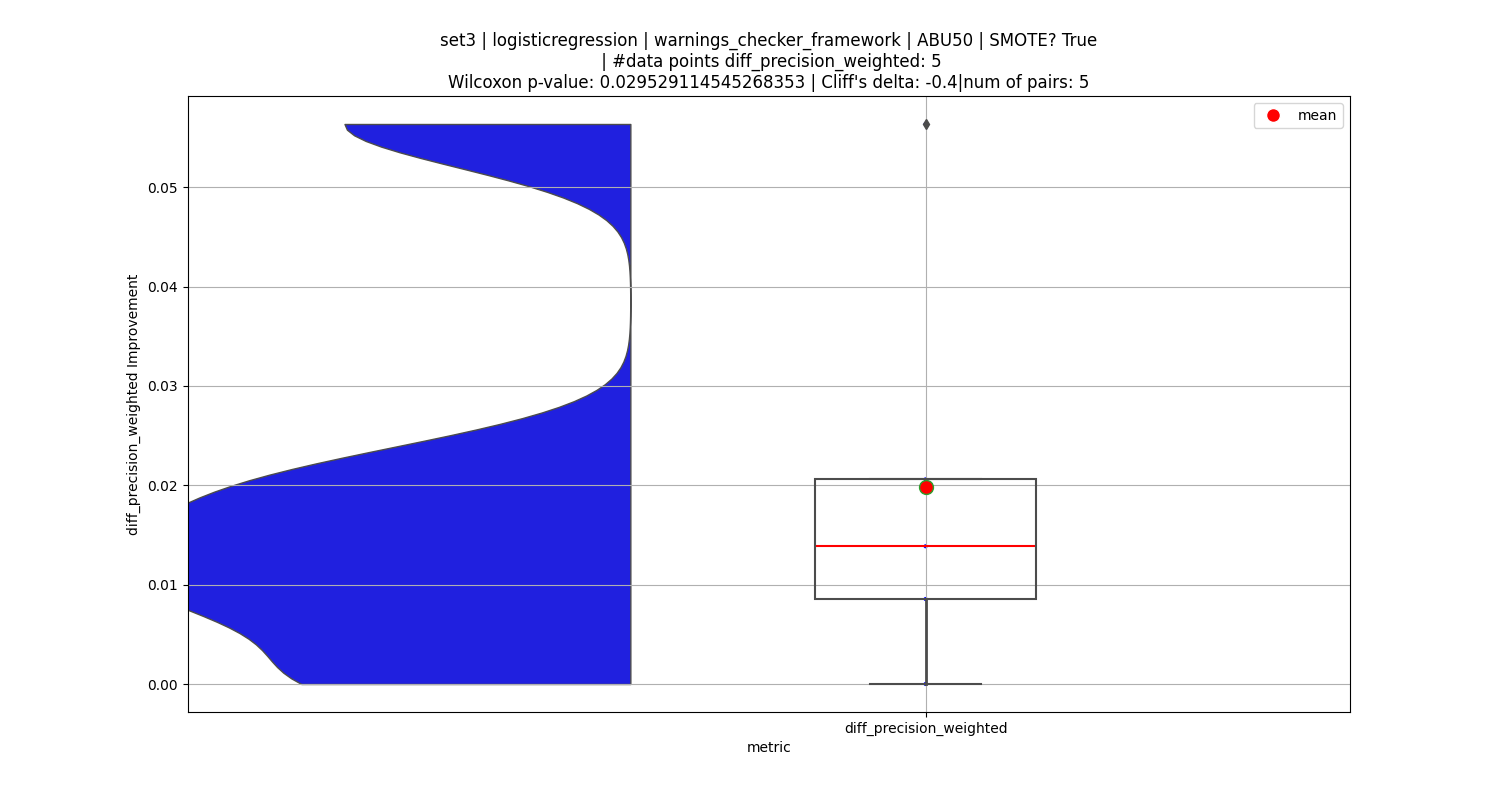 set3 | logisticregression | warnings_checker_framework | ABU50 | SMOTE? True
| #data points diff_precision_weighted: 5
Wilcoxon p-value: 0.029529114545268353 | Cliff's delta: -0.4|num of pairs: 5
mean
0.05
0.04
0.03
0.02
0.01
0.00
diff_precision_weighted Improvement
diff_precision_weighted
metric